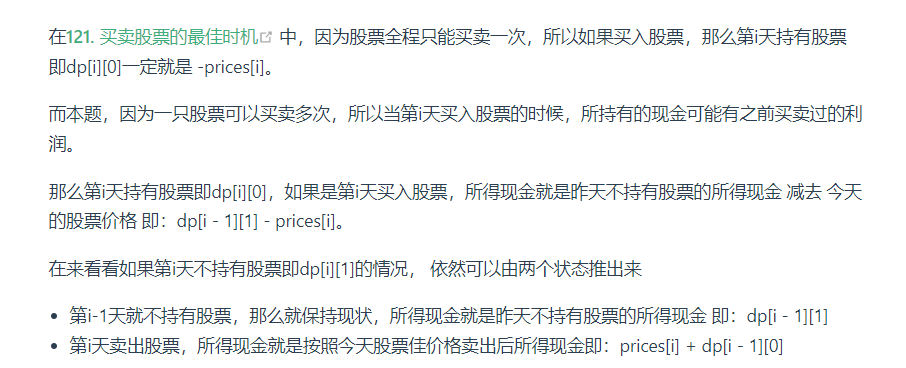 在121. 买卖股票的最佳时机 中，因为股票全程只能买卖一次，所以如果买入股票，那么第i天持有股票
即dp[i][0]一定就是 -prices[i]。
而本题，因为一只股票可以买卖多次，所以当第i天买入股票的时候，所持有的现金可能有之前买卖过的利
润。
那么第i天持有股票即dp[i][0]，如果是第i天买入股票，所得现金就是昨天不持有股票的所得现金 减去 今天
的股票价格 即：dp[i - 1][1] - prices[i]。
在来看看如果第i天不持有股票即dp[i][1]的情况， 依然可以由两个状态推出来
• 第i-1天就不持有股票，那么就保持现状，所得现金就是昨天不持有股票的所得现金 即：dp[i - 1][1]
• 第i天卖出股票，所得现金就是按照今天股票佳价格卖出后所得现金即：prices[i] + dp[i - 1][0]